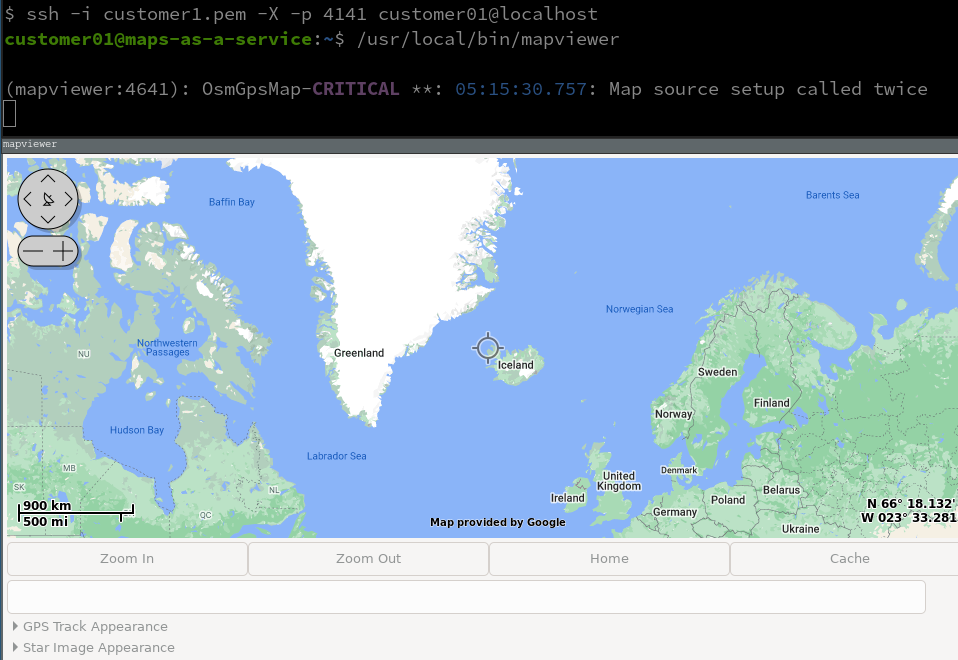 $ ssh -i customer1.pem -X -p 4141 customer01@localhost
customer01@maps-as-a-service:~$ /usr/local/bin/mapviewer
(mapviewer:4641): OsmGpsMap-CRITICAL **: 05:15:30.757: Map source setup called twice
mapviewer
Baffin Bay
Barents Sea
Norwegian Sea
Northwestern
Passages
NU
Greenland
Iceland
Sweden
Finland
Norway
Hudson Bay
Labrador Sea
MB
SK
QC
NL
United
Kingdom
Ireland
Denmark
Belarus
Poland
Germany
Ukraine
900 km
500 mi
Map provided by Google
N 66° 18.132'
W 023° 33.281
Zoom In
Zoom Out
Home
Cache
GPS Track Appearance
Star Image Appearance